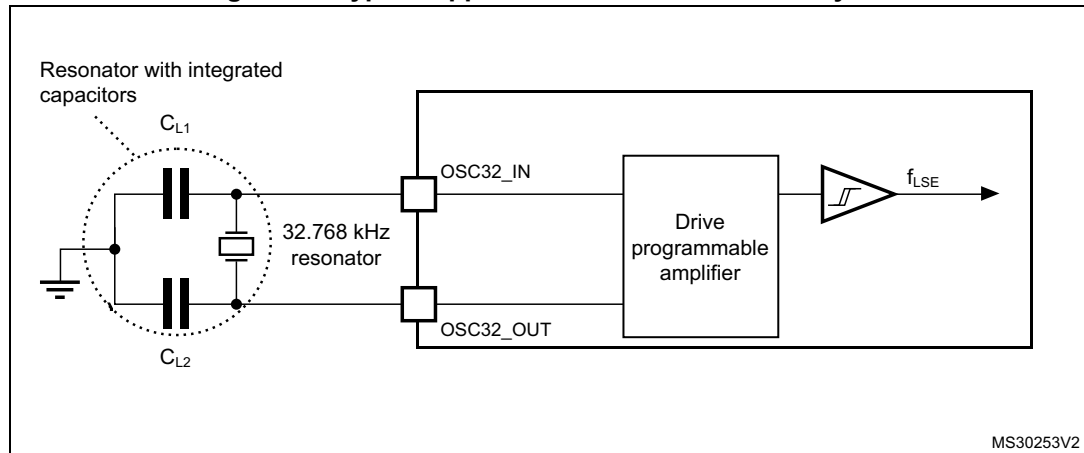 Resonator with integrated
capacitors
CL1
OSC32_IN
fLSE
32.768 kHz
resonator
Drive
programmable
amplifier
OSC32_OUT
CL2
MS30253V2